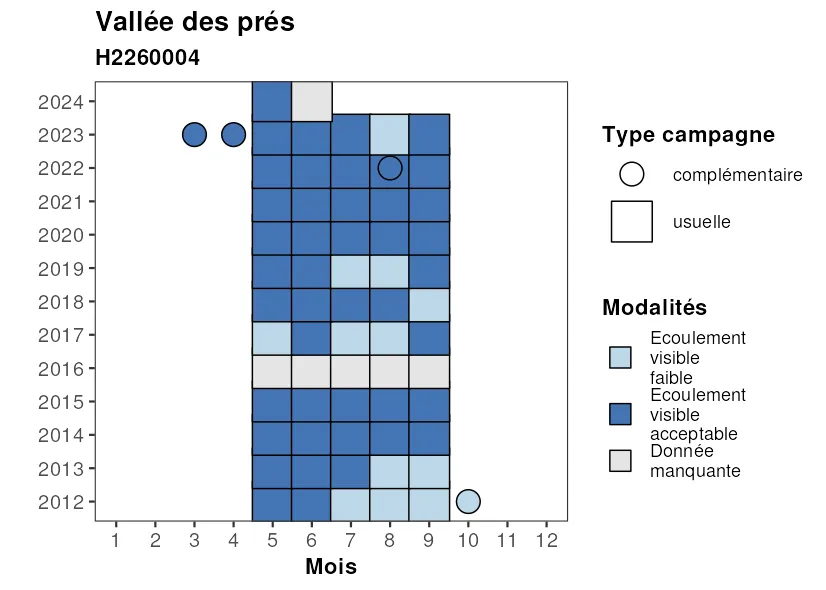 Vallée des prés
H2260004
2024
2023
2022
2021
2020
2019
2018
2017
2016
2015
2014
2013
2012
1 2 3 4 5 6 7 8 9 10 11 12
Mois
Type campagne
complémentaire
usuelle
Modalités
Ecoulement
visible
faible
Ecoulement
visible
acceptable
Donnée
manquante